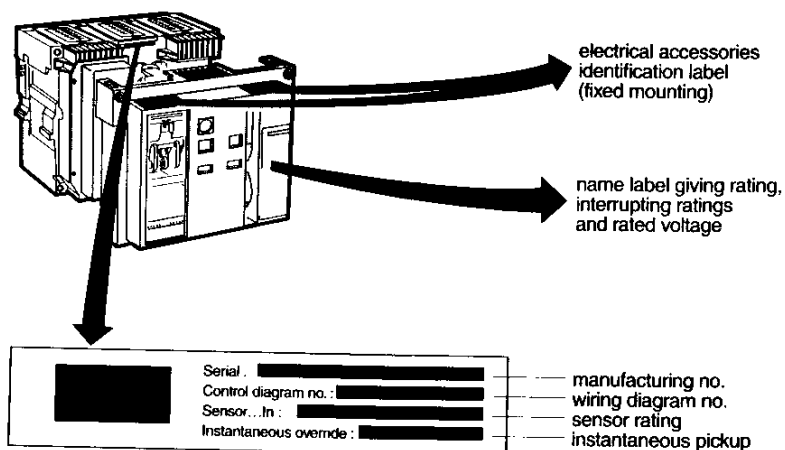 electrical accessories
identification label
(fixed mounting)
name label giving rating,
interrupting ratings
and rated voltage
Serial :
manufacturing no.
Control diagram no. :
wiring diagram no.
Sensor...In :
sensor rating
Instantaneous override :
instantaneous pickup